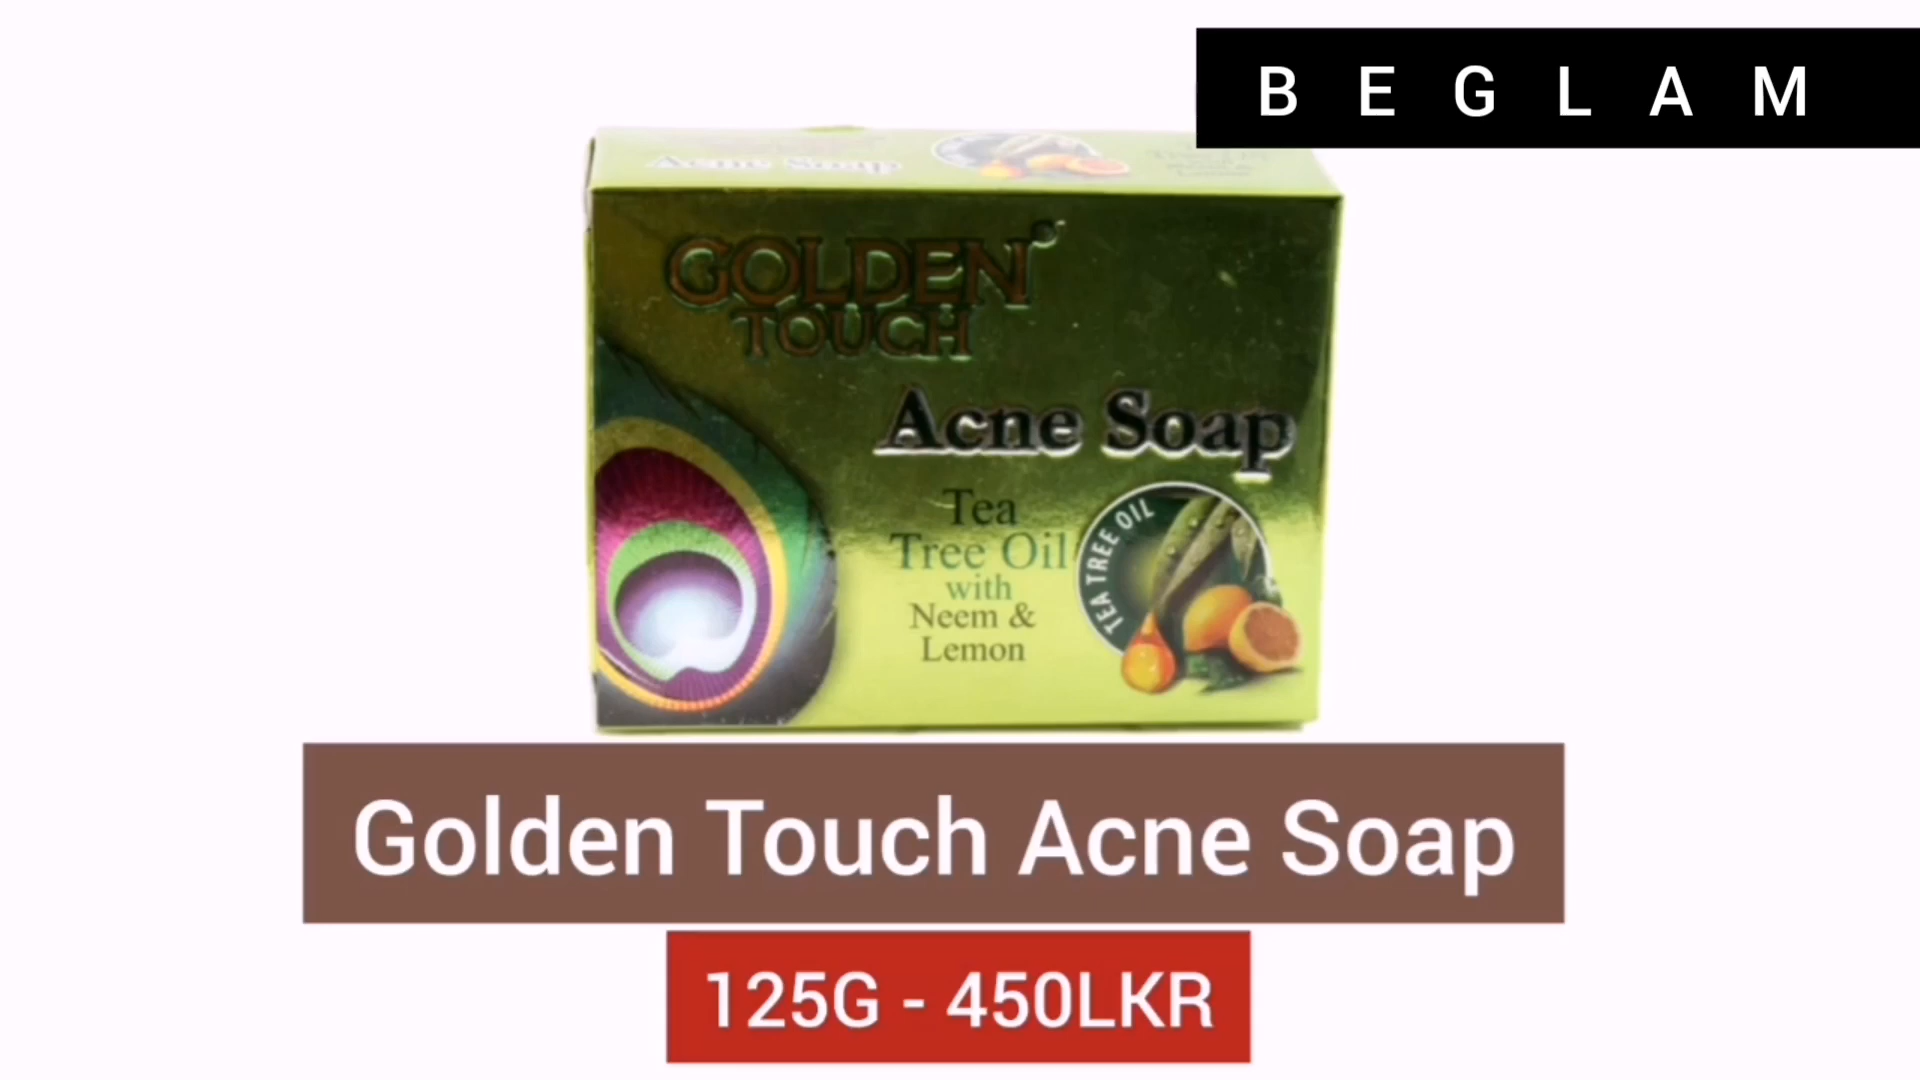 BEGLAM
Acne Soap
GOLDEN
TOUCH
Acne Soap
Tea
Tree Oil
with
Neem &
Lemon
TEA TREE OIL
Golden Touch Acne Soap
125G - 450LKR